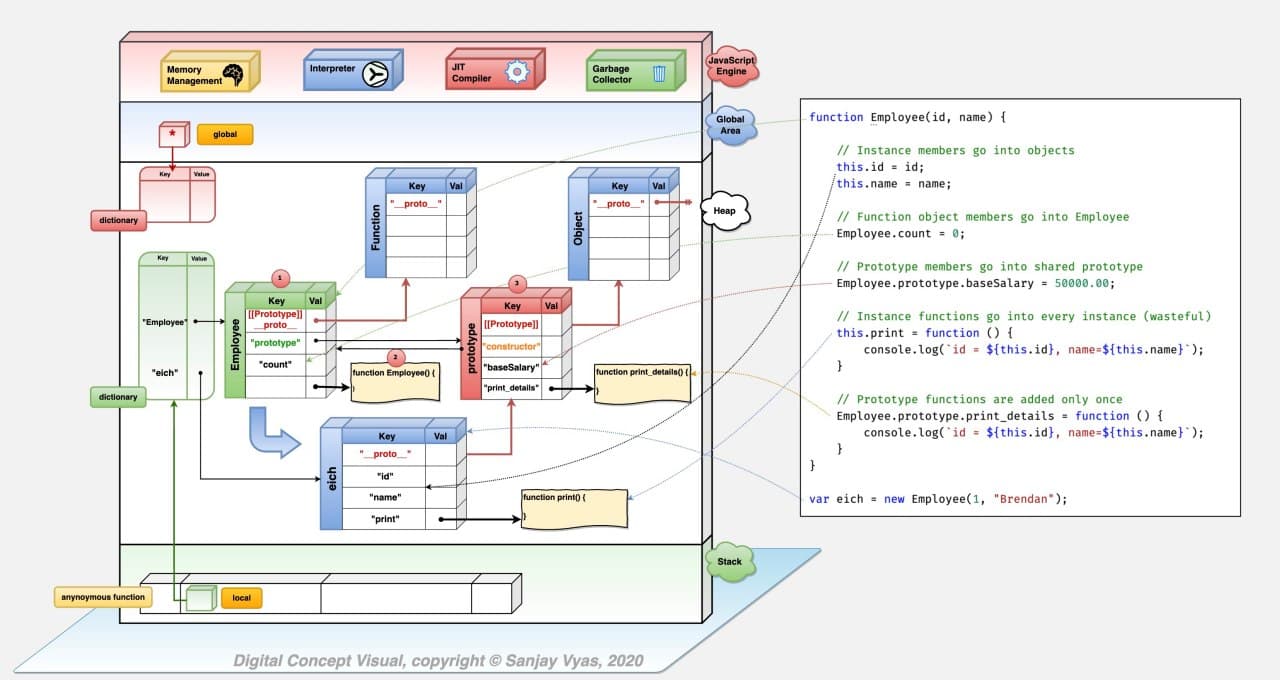 Memory
Management
Interpreter
JIT
Compiler
Garbage
Collector
JavaScript
Engine
*
global
Global
Area
Key Value
dictionary
Function
Key Val
"__proto__"
Object
Key Val
"__proto__"
Heap
Key Value
"Employee"
"eich"
dictionary
1
Employee
Key Val
[[Prototype]]
__proto__
"prototype"
"count"
2
function Employee() {
}
3
prototype
Key Val
[[Prototype]]
"constructor"
"baseSalary"
"print_details"
function print_details() {
}
eich
Key Val
"__proto__"
"id"
"name"
"print"
function print() {
}
Stack
anynoymous function
local
Digital Concept Visual, copyright © Sanjay Vyas, 2020
function Employee(id, name) {
// Instance members go into objects
this.id = id;
this.name = name;
// Function object members go into Employee
Employee.count = 0;
// Prototype members go into shared prototype
Employee.prototype.baseSalary = 50000.00;
// Instance functions go into every instance (wasteful)
this.print = function () {
console.log(`id = ${this.id}, name=${this.name}`);
}
// Prototype functions are added only once
Employee.prototype.print_details = function () {
console.log(`id = ${this.id}, name=${this.name}`);
}
}
var eich = new Employee(1, "Brendan");